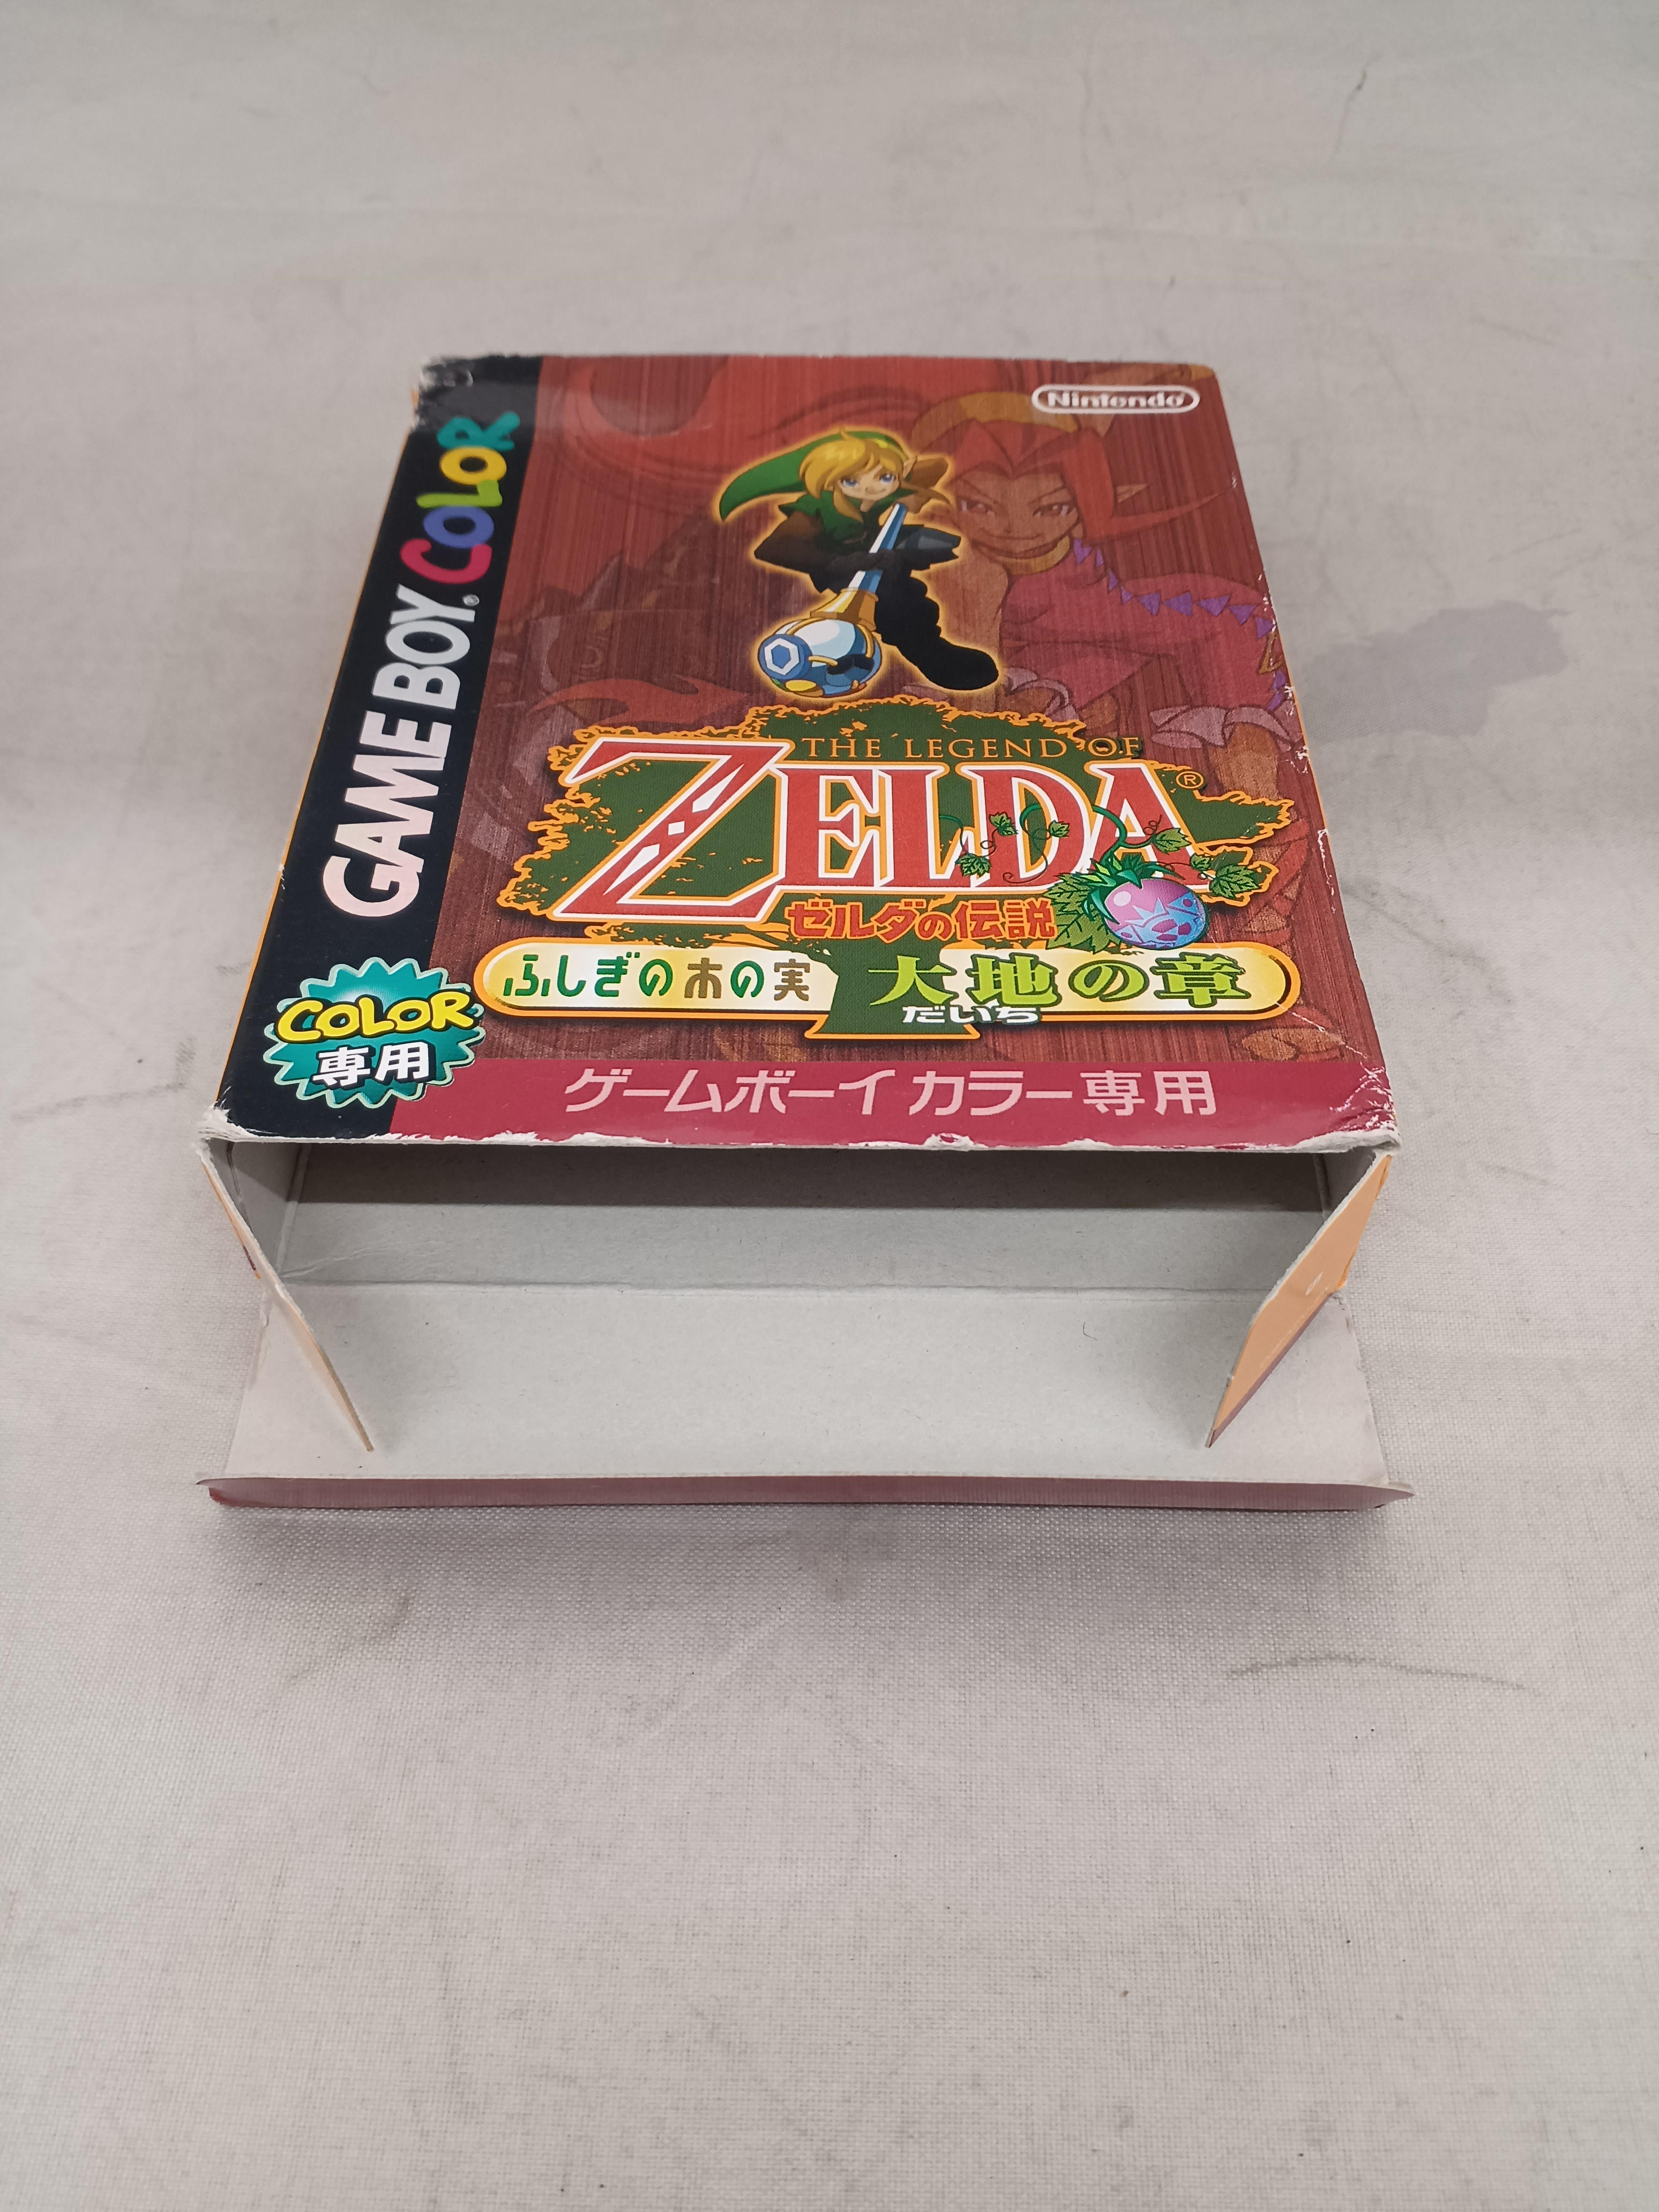 Nintendo
GAME BOY COLOR
THE LEGEND OF
ZELDA®
ゼルダの伝説
ふしぎの木の実 大地の章
だいち
COLOR
専用
ゲームボーイカラー専用